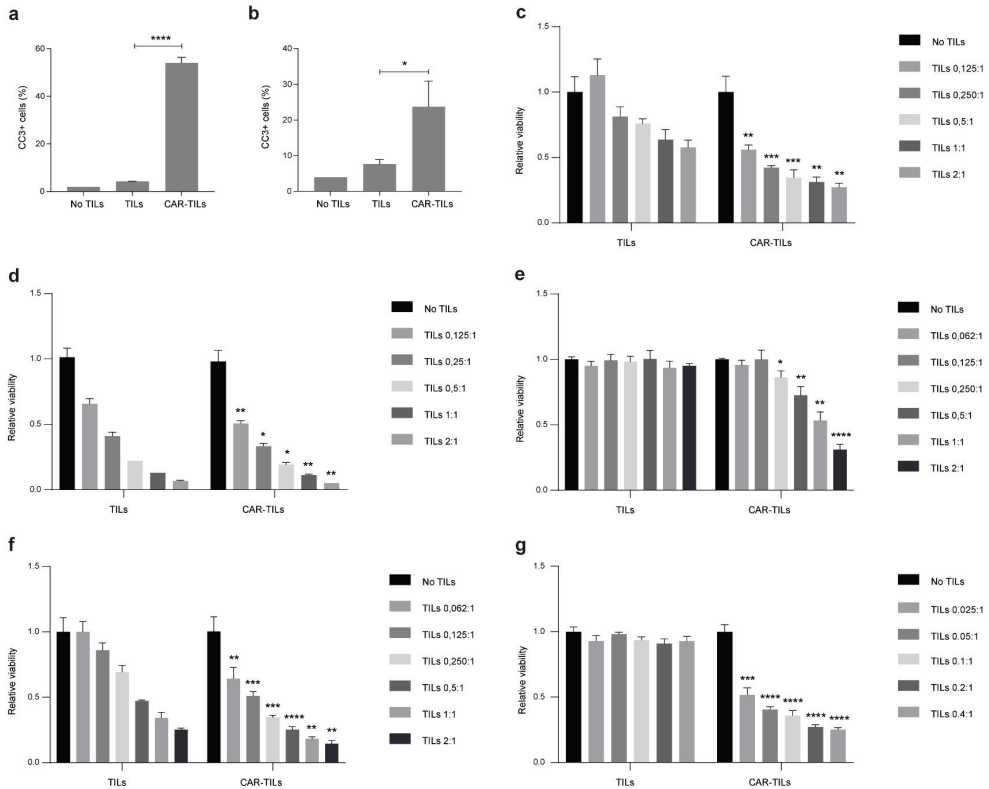 a
CC3+ cells (%)
60
40
20
0
****
No TILs
TILs
CAR-TILs
b
CC3+ cells (%)
40
30
20
10
0
*
No TILs
TILs
CAR-TILs
c
Relative viability
1.5
1.0
0.5
0.0
** *** *** ** **
TILs
CAR-TILs
No TILs
TILs 0,125:1
TILs 0,250:1
TILs 0,5:1
TILs 1:1
TILs 2:1
d
Relative viability
1.5
1.0
0.5
0.0
** * * ** **
TILs
CAR-TILs
No TILs
TILs 0,125:1
TILs 0,25:1
TILs 0,5:1
TILs 1:1
TILs 2:1
e
Relative viability
1.5
1.0
0.5
0.0
* ** ** ****
TILs
CAR-TILs
No TILs
TILs 0,062:1
TILs 0,125:1
TILs 0,250:1
TILs 0,5:1
TILs 1:1
TILs 2:1
f
Relative viability
1.5
1.0
0.5
0.0
** *** *** **** ** **
TILs
CAR-TILs
No TILs
TILs 0,062:1
TILs 0,125:1
TILs 0,250:1
TILs 0,5:1
TILs 1:1
TILs 2:1
g
Relative viability
1.5
1.0
0.5
0.0
*** **** **** **** ****
TILs
CAR-TILs
No TILs
TILs 0.025:1
TILs 0.05:1
TILs 0.1:1
TILs 0.2:1
TILs 0.4:1